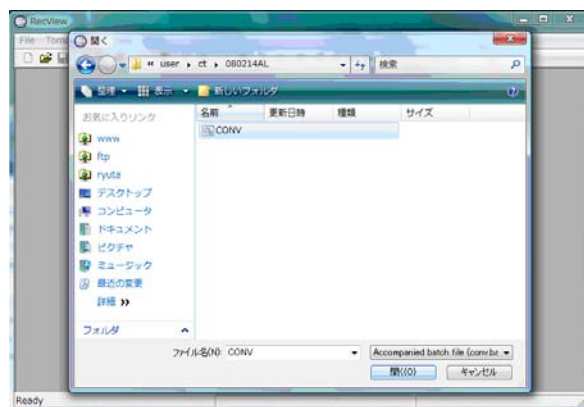 RecView
File Tomo
開く
« user ▸ ct ▸ 080214AL
検索
整理 表示 新しいフォルダ
お気に入りリンク
名前 更新日時 種類 サイズ
CONV
www
ftp
ryuta
デスクトップ
コンピュータ
ドキュメント
ピクチャ
ミュージック
最近の変更
詳細 »
フォルダ
ファイル名(N): CONV
Accompanied batch file (conv.ba
開く(O) キャンセル
Ready